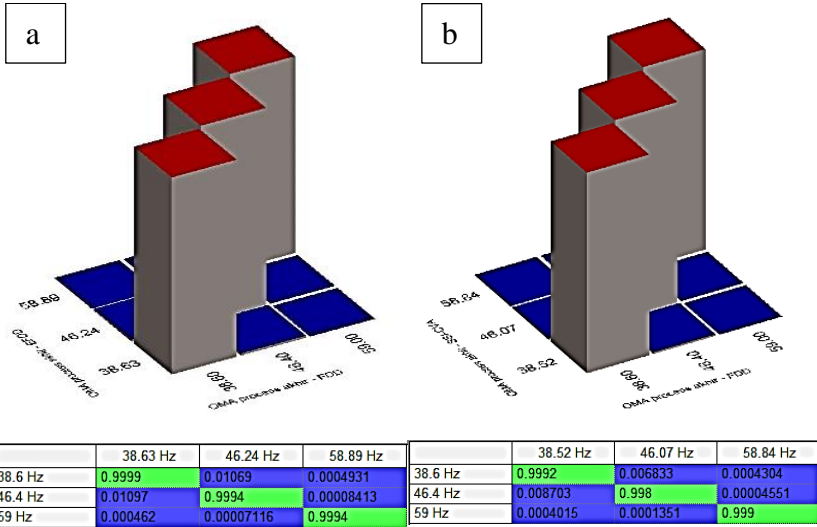 a
b
58.89
46.24
38.63
38.60
46.40
59.00
OMA process akhir - FDD
58.84
46.07
38.52
38.60
46.40
59.00
OMA process akhir - FDD
38.63 Hz 46.24 Hz 58.89 Hz
38.6 Hz 0.9999 0.01069 0.0004931
46.4 Hz 0.01097 0.9994 0.00008413
59 Hz 0.000462 0.00007116 0.9994
38.52 Hz 46.07 Hz 58.84 Hz
38.6 Hz 0.9992 0.006833 0.0004304
46.4 Hz 0.008703 0.998 0.00004551
59 Hz 0.0004015 0.0001351 0.999